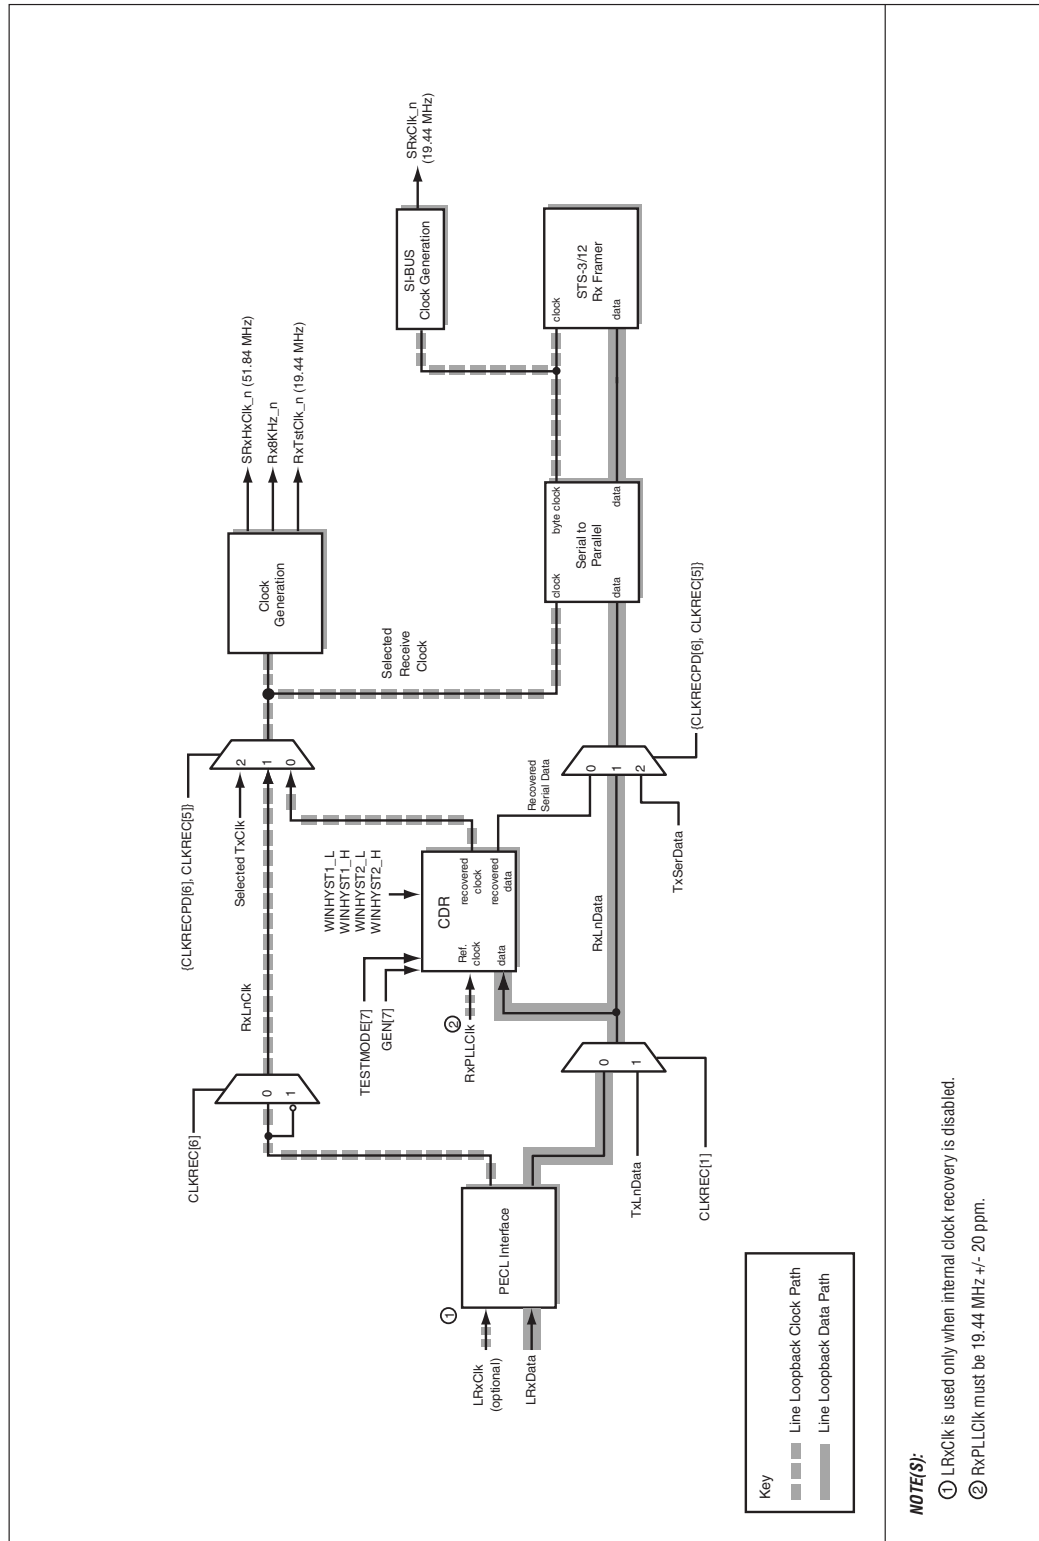 SRxHxClk_n (51.84 MHz)
Rx8KHz_n
RxTstClk_n (19.44 MHz)
Clock
Generation
SRxClk_n
(19.44 MHz)
SI-BUS
Clock Generation
{CLKRECPD[6], CLKREC[5]}
Selected TxClk
2
1
0
Selected
Receive
Clock
clock
STS-3/12
Rx Framer
data
clock
byte clock
Serial to
Parallel
data
data
CLKREC[6]
0
1
RxLnClk
WINHYST1_L
WINHYST1_H
WINHYST2_L
WINHYST2_H
TESTMODE[7]
GEN[7]
2
RxPLLClk
CDR
Ref.
clock
recovered
clock
data
recovered
data
Recovered
Serial Data
0
1
2
{CLKRECPD[6], CLKREC[5]}
TxSerData
RxLnData
1
LRxClk
(optional)
LRxData
PECL Interface
0
1
TxLnData
CLKREC[1]
Key
Line Loopback Clock Path
Line Loopback Data Path
NOTE(S):
1 LRxClk is used only when internal clock recovery is disabled.
2 RxPLLClk must be 19.44 MHz +/- 20 ppm.